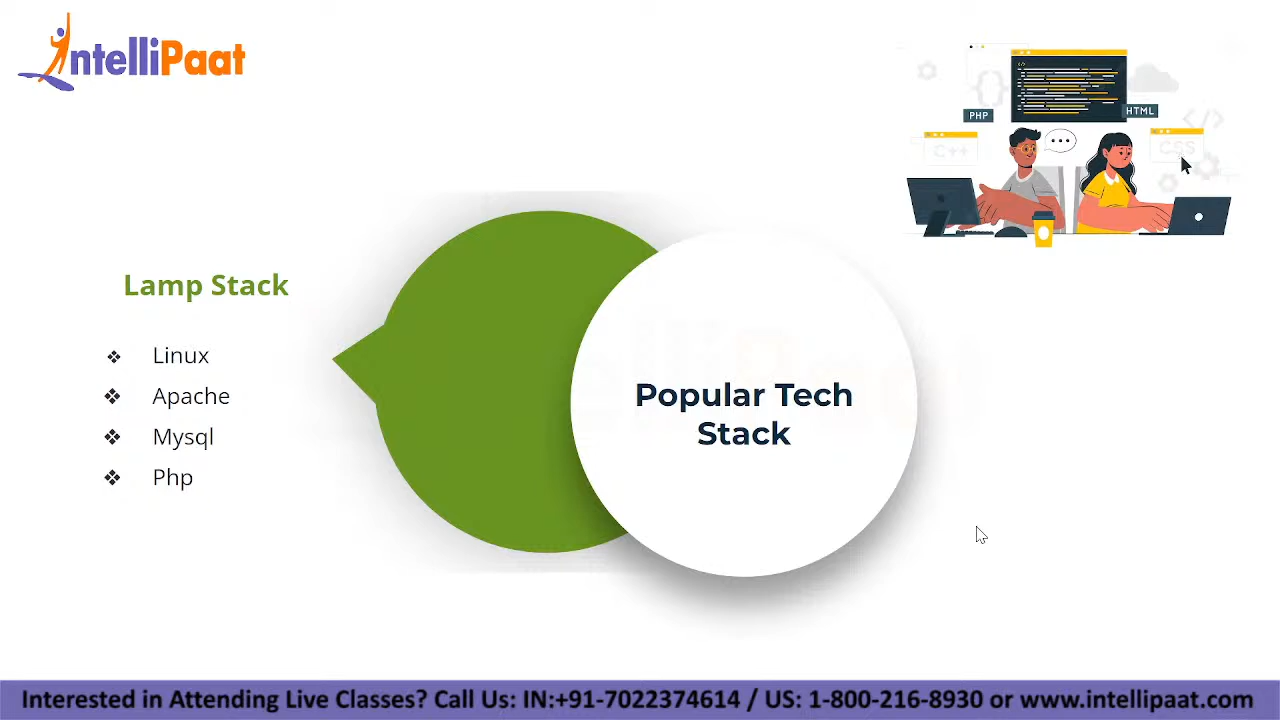 IntelliPaat
PHP
HTML
C++
CSS
Lamp Stack
❖ Linux
❖ Apache
❖ Mysql
❖ Php
Popular Tech
Stack
Interested in Attending Live Classes? Call Us: IN:+91-7022374614 / US: 1-800-216-8930 or www.intellipaat.com